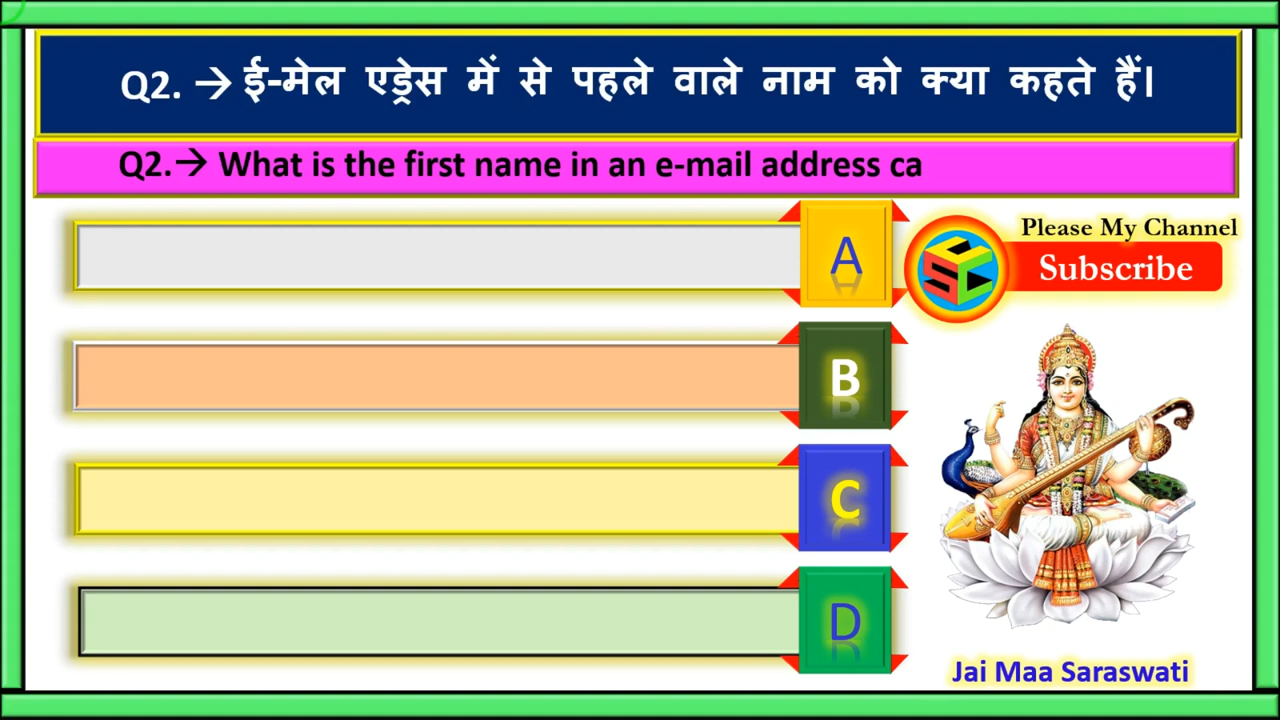 Q2. → ई-मेल एड्रेस में से पहले वाले नाम को क्या कहते हैं।
Q2.→ What is the first name in an e-mail address ca
A
Please My Channel
Subscribe
CSC
B
C
D
Jai Maa Saraswati